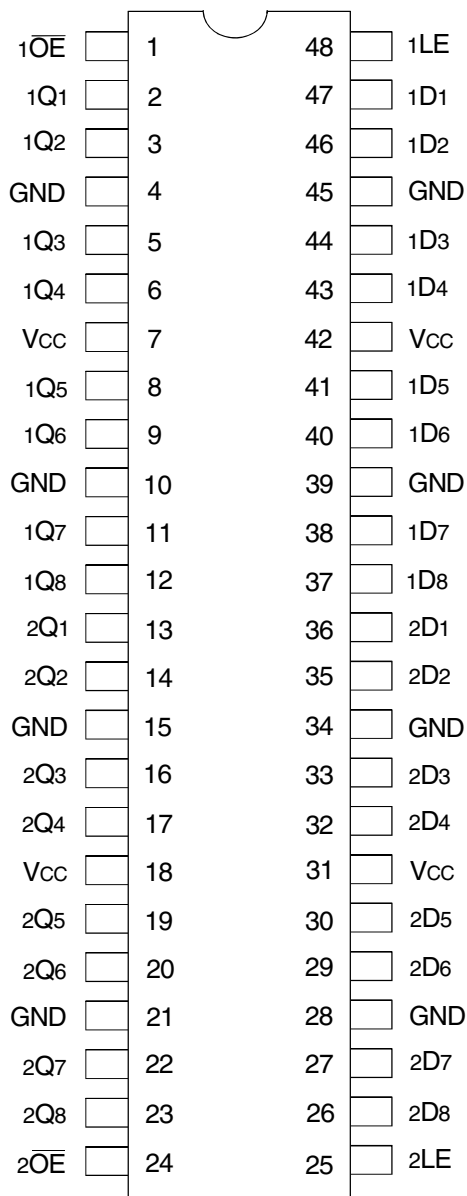 1O̅E̅ 1 48 1LE
1Q1 2 47 1D1
1Q2 3 46 1D2
GND 4 45 GND
1Q3 5 44 1D3
1Q4 6 43 1D4
VCC 7 42 VCC
1Q5 8 41 1D5
1Q6 9 40 1D6
GND 10 39 GND
1Q7 11 38 1D7
1Q8 12 37 1D8
2Q1 13 36 2D1
2Q2 14 35 2D2
GND 15 34 GND
2Q3 16 33 2D3
2Q4 17 32 2D4
VCC 18 31 VCC
2Q5 19 30 2D5
2Q6 20 29 2D6
GND 21 28 GND
2Q7 22 27 2D7
2Q8 23 26 2D8
2O̅E̅ 24 25 2LE